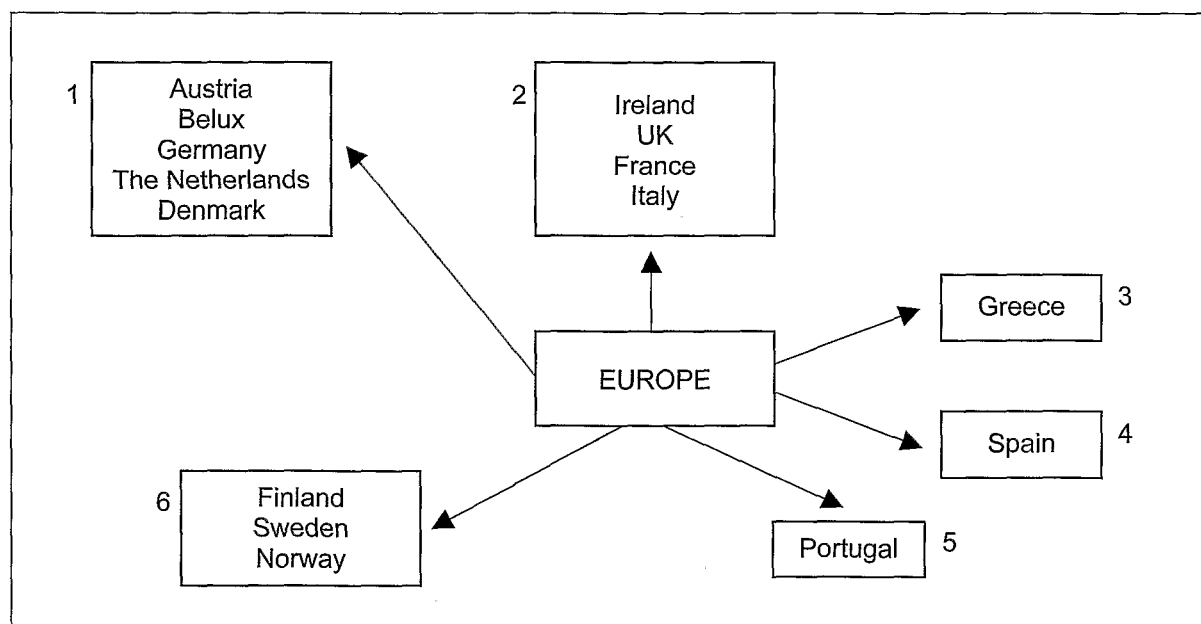 1
Austria
Belux
Germany
The Netherlands
Denmark
2
Ireland
UK
France
Italy
Greece
3
EUROPE
Spain
4
6
Finland
Sweden
Norway
Portugal
5